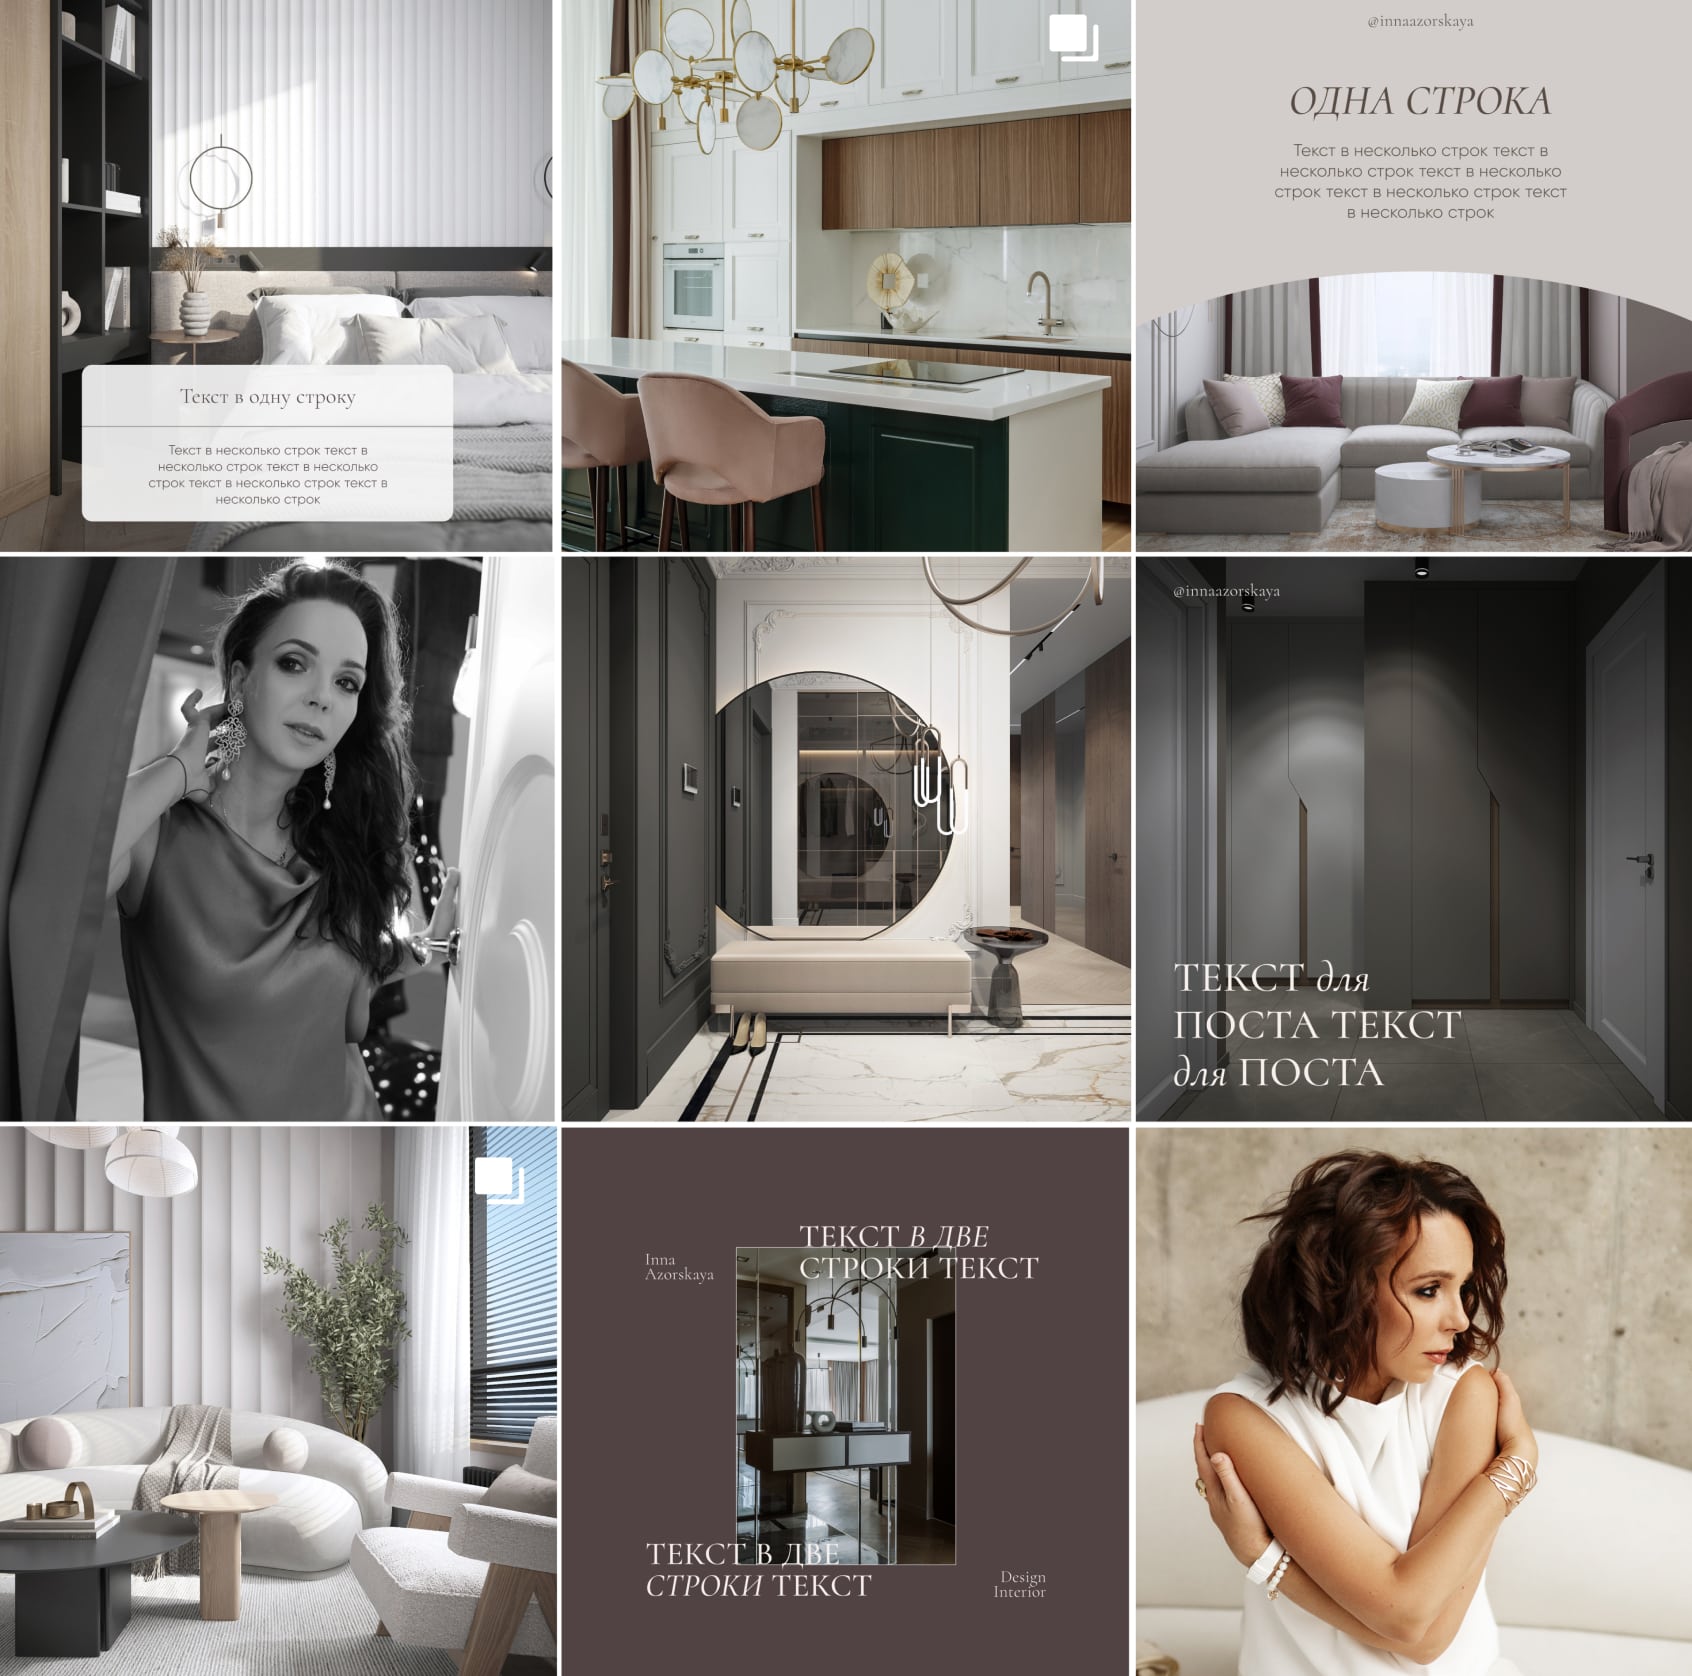 Текст в одну строку
Текст в несколько строк текст в
несколько строк текст в несколько
строк текст в несколько строк текст в
несколько строк
@innaazorskaya
ОДНА СТРОКА
Текст в несколько строк текст в
несколько строк текст в несколько
строк текст в несколько строк текст
в несколько строк
@innaazorskaya
ТЕКСТ для
ПОСТА ТЕКСТ
для ПОСТА
ТЕКСТ В ДВЕ
СТРОКИ ТЕКСТ
Inna
Azorskaya
ТЕКСТ В ДВЕ
СТРОКИ ТЕКСТ
Design
Interior